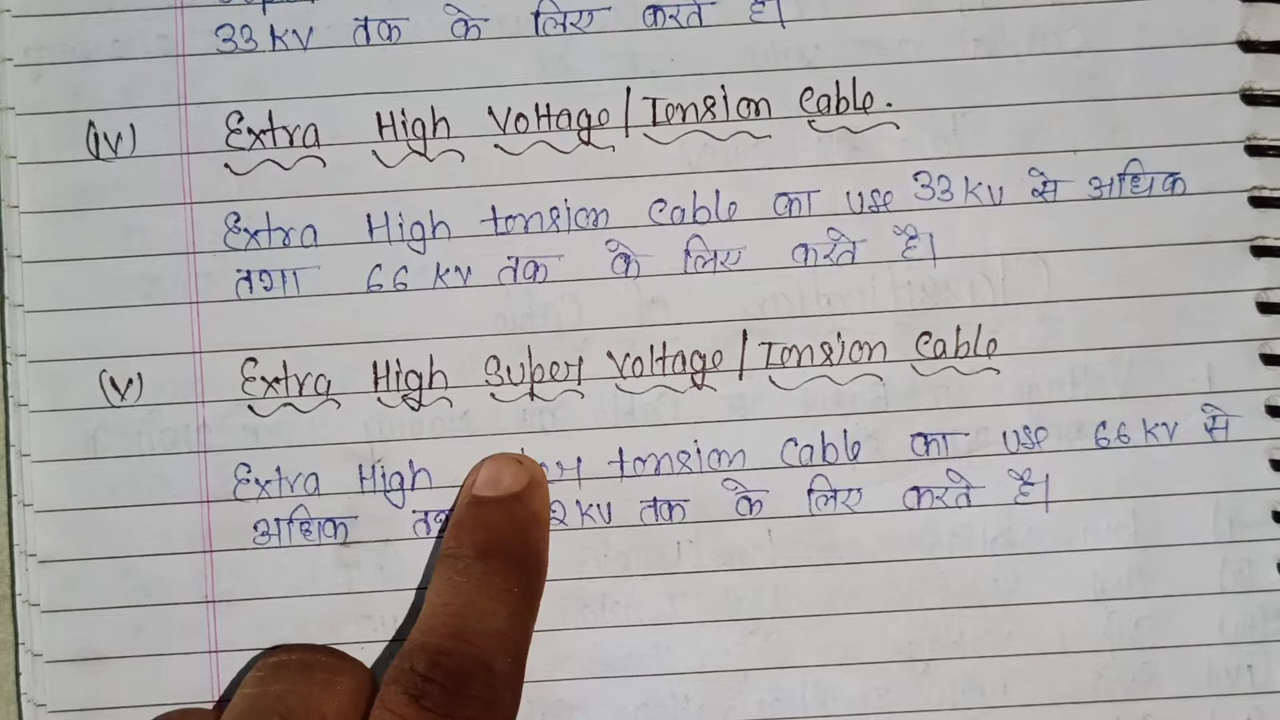 33 KV तक के लिए करते है।
(iv) Extra High Voltage/Tension Cable.
Extra High tension Cable का use 33 KV से अधिक
तथा 66 KV तक के लिए करते है।
(v) Extra High Super Voltage/Tension Cable
Extra High tension Cable का use 66 KV से
अधिक KV तक के लिए करते है।